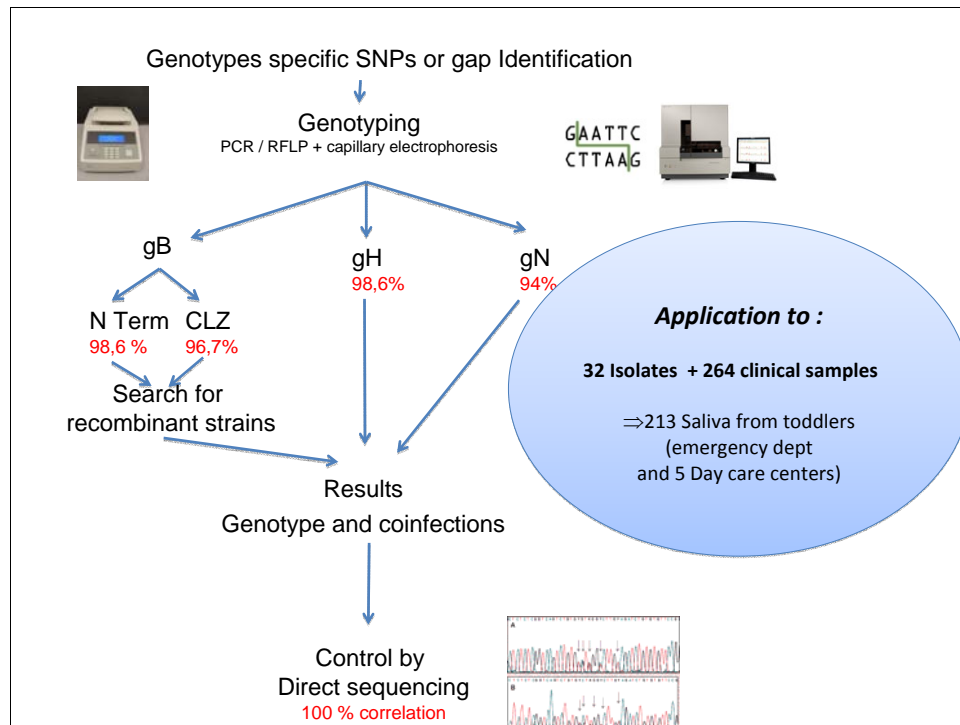 Genotypes specific SNPs or gap Identification
Genotyping
PCR / RFLP + capillary electrophoresis
GAATTC
CTTAAG
gB
gH
98,6%
gN
94%
N Term
98,6 %
CLZ
96,7%
Search for
recombinant strains
Application to :
32 Isolates + 264 clinical samples
⇒213 Saliva from toddlers
(emergency dept
and 5 Day care centers)
Results
Genotype and coinfections
Control by
Direct sequencing
100 % correlation
A
B